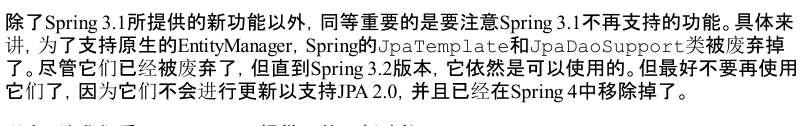 除了Spring 3.1所提供的新功能以外，同等重要的是要注意Spring 3.1不再支持的功能。具体来
讲，为了支持原生的EntityManager，Spring的JpaTemplate和JpaDaoSupport类被废弃掉
了。尽管它们已经被废弃了，但直到Spring 3.2版本，它依然是可以使用的。但最好不要再使用
它们了，因为它们不会进行更新以支持JPA 2.0，并且已经在Spring 4中移除掉了。